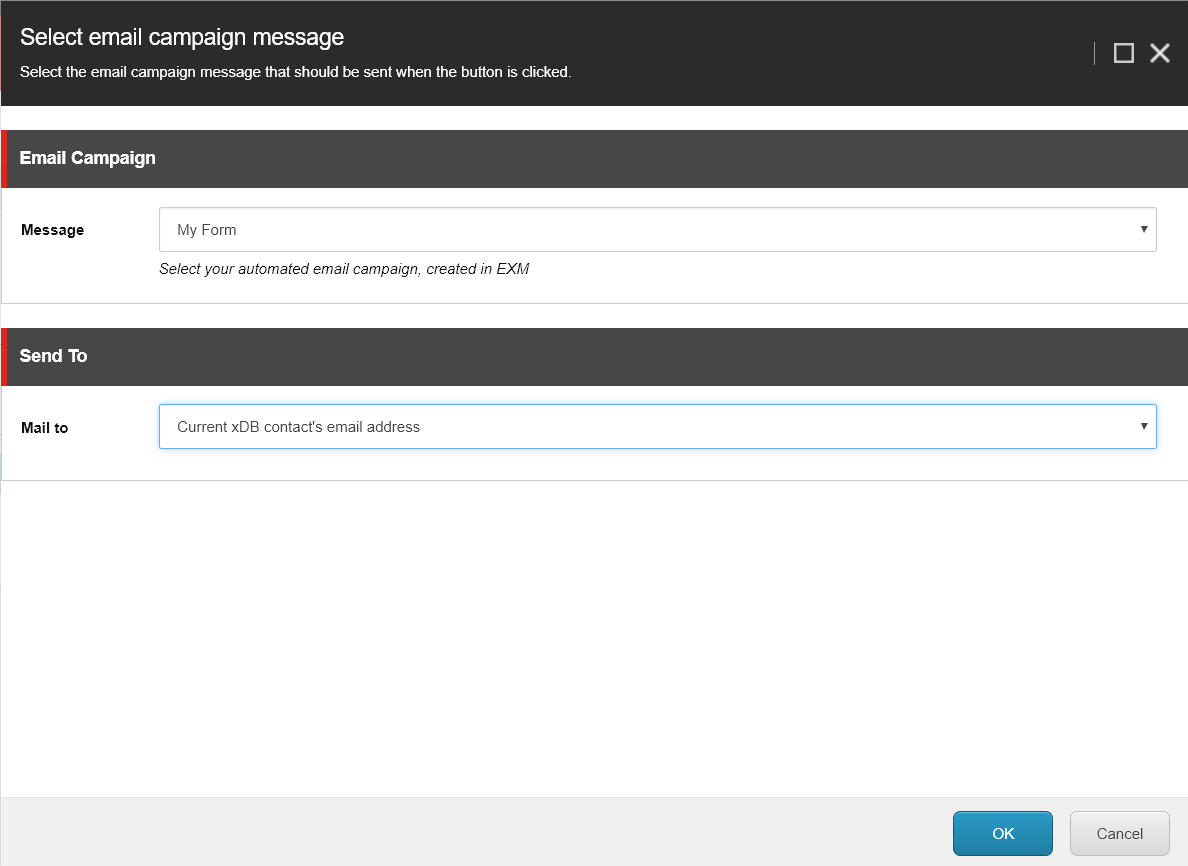 Select email campaign message
Select the email campaign message that should be sent when the button is clicked.
Email Campaign
Message
My Form
Select your automated email campaign, created in EXM
Send To
Mail to
Current xDB contact's email address
OK
Cancel